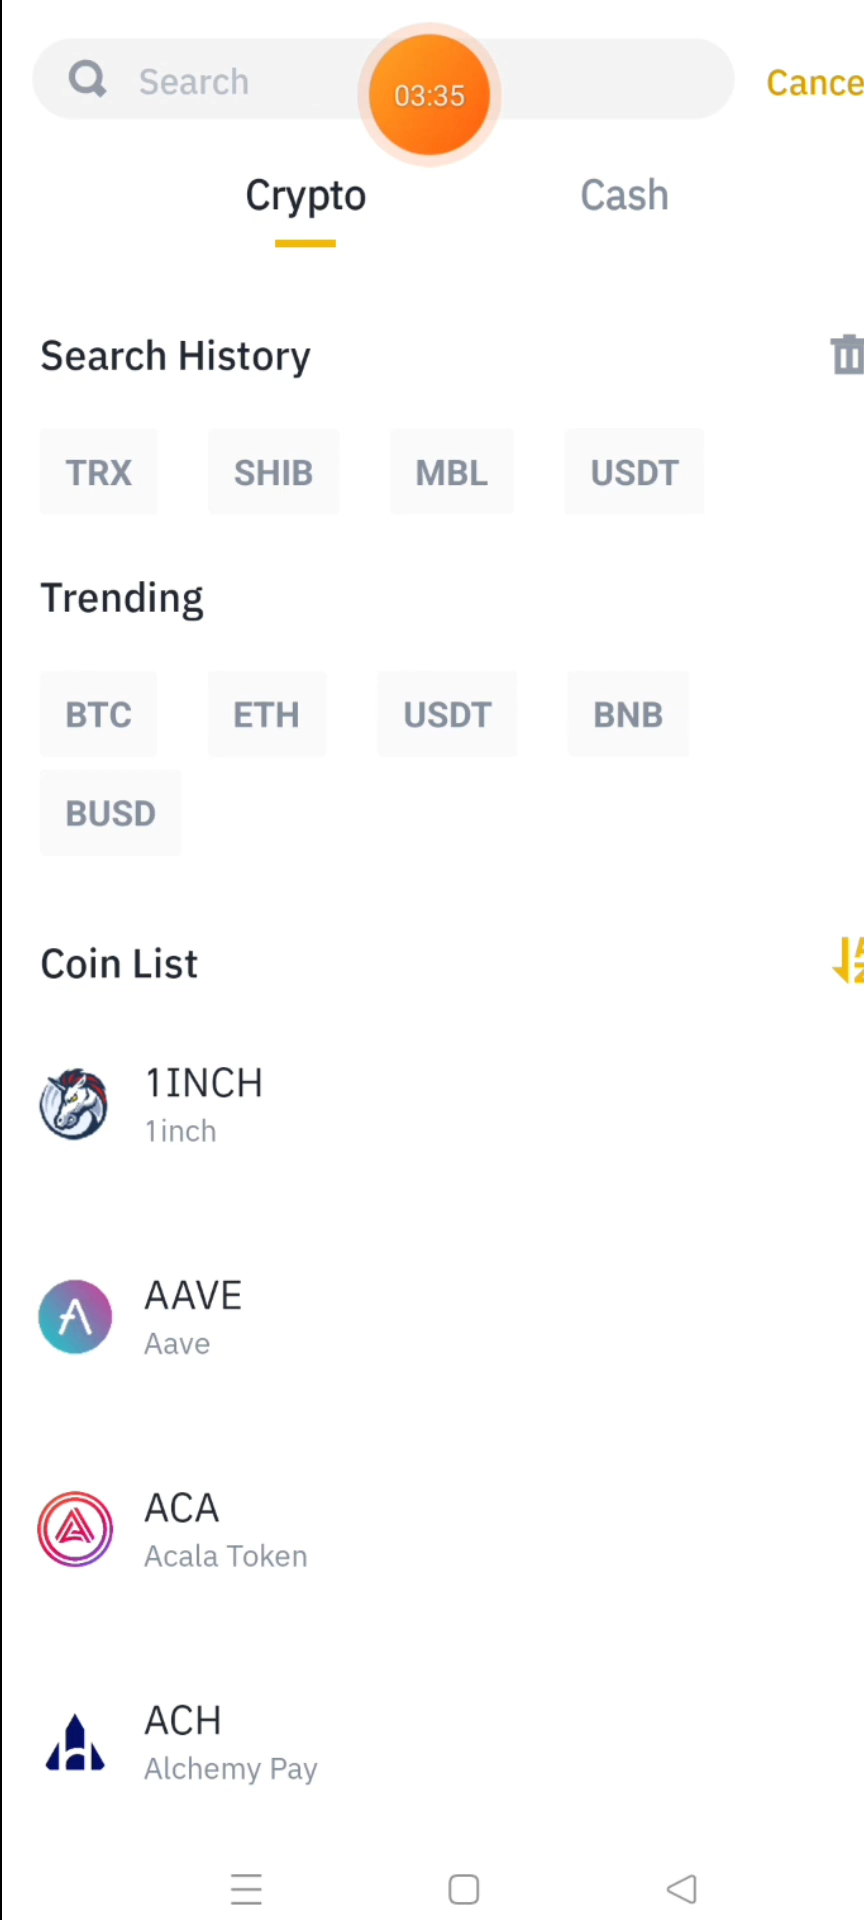 Search
03:35
Cance
Crypto Cash
Search History
TRX SHIB MBL USDT
Trending
BTC ETH USDT BNB
BUSD
Coin List
1INCH
1inch
AAVE
Aave
ACA
Acala Token
ACH
Alchemy Pay